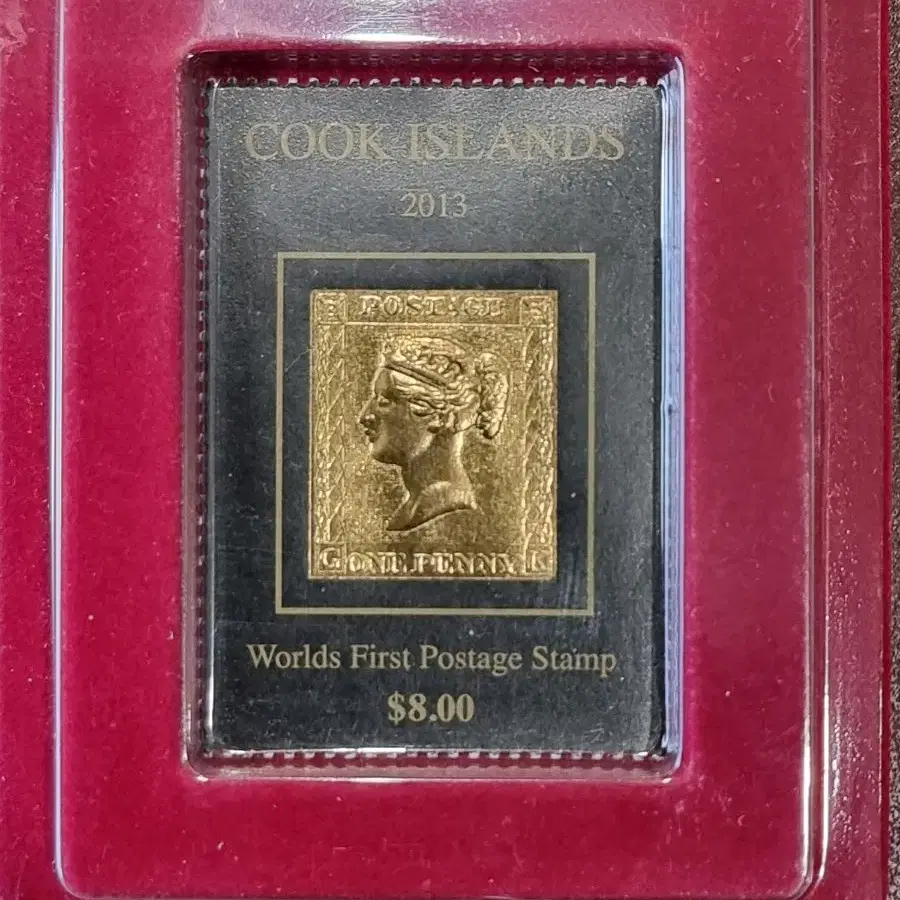 COOK ISLANDS
2013
POSTAGE
G ONE PENNY K
Worlds First Postage Stamp
$8.00